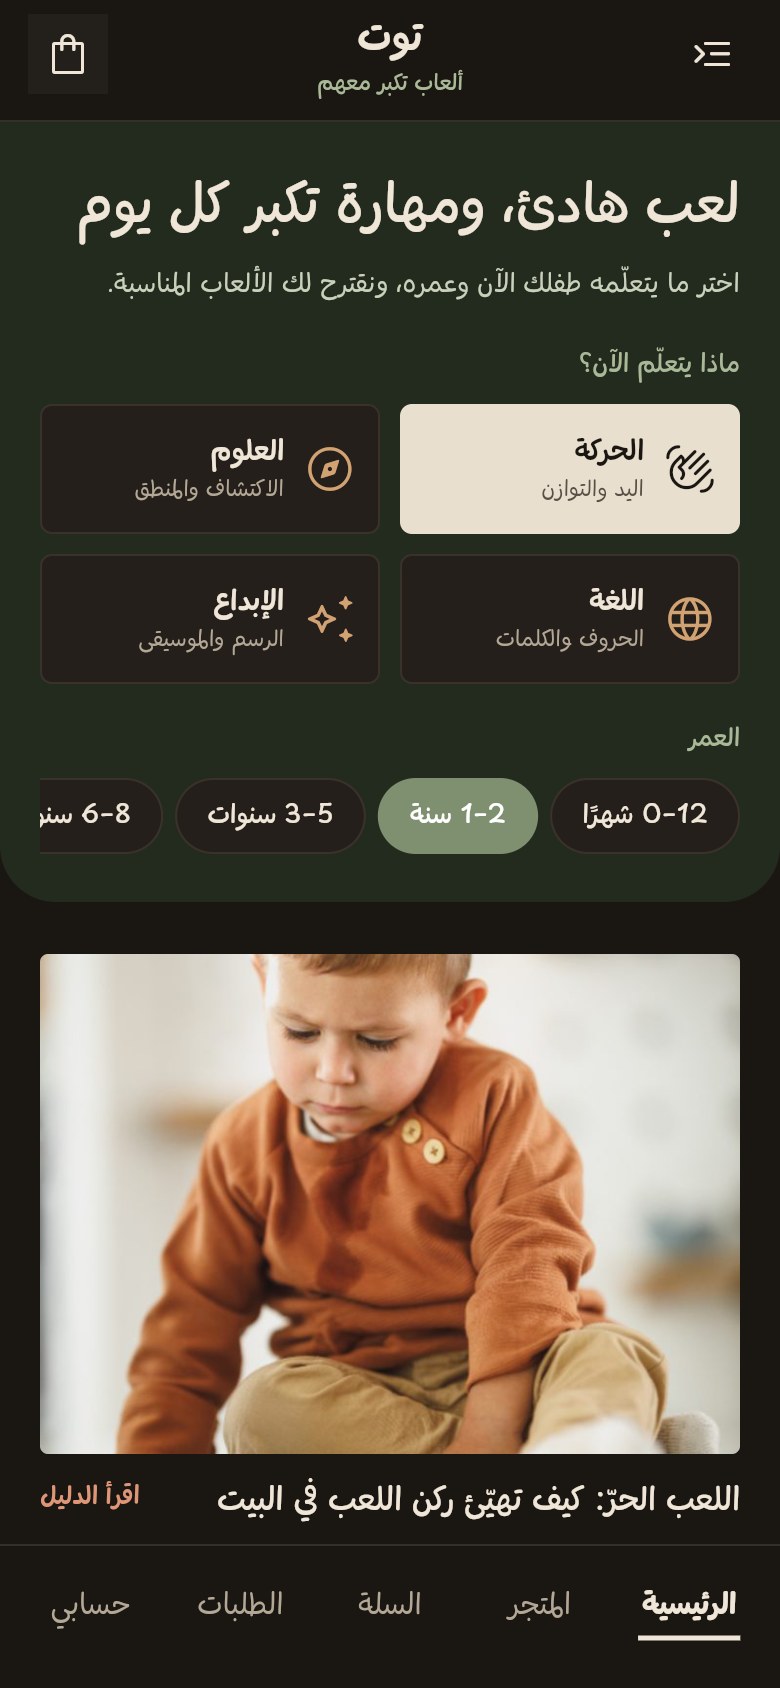 توت
ألعاب تكبر معهم
لعب هادئ، ومهارة تكبر كل يوم
اختر ما يتعلّمه طفلك الآن وعمره، ونقترح لك الألعاب المناسبة.
ماذا يتعلّم الآن؟
الحركة
اليد والتوازن
العلوم
الاكتشاف والمنطق
اللغة
الحروف والكلمات
الإبداع
الرسم والموسيقى
العمر
0–12 شهرًا
1–2 سنة
3–5 سنوات
6–8 سنو
اللعب الحرّ: كيف تهيّئ ركن اللعب في البيت
اقرأ الدليل
الرئيسية
المتجر
السلة
الطلبات
حسابي